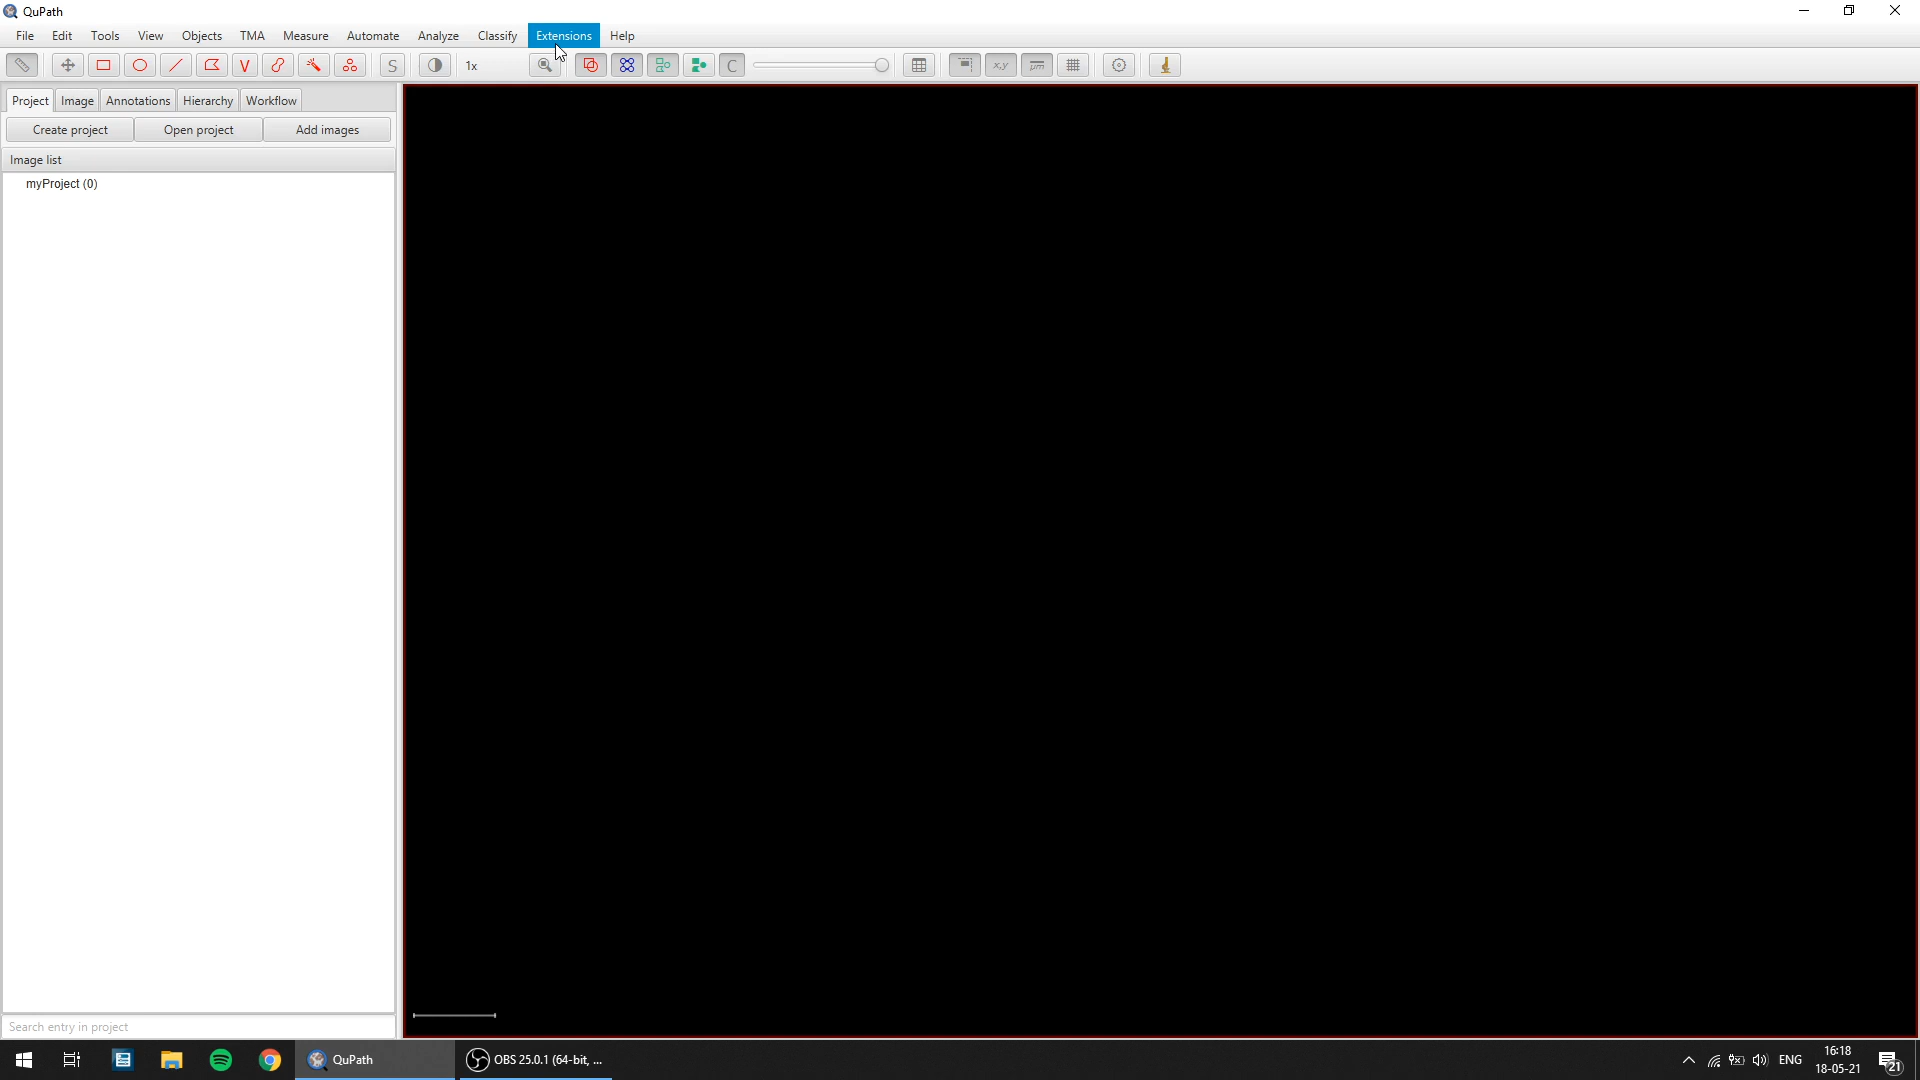 QuPath
File Edit Tools View Objects TMA Measure Automate Analyze Classify Extensions Help
V S 1x C x,y µm
Project Image Annotations Hierarchy Workflow
Create project Open project Add images
Image list
myProject (0)
Search entry in project
QuPath OBS 25.0.1 (64-bit, ... ENG 16:18
18-05-21 21